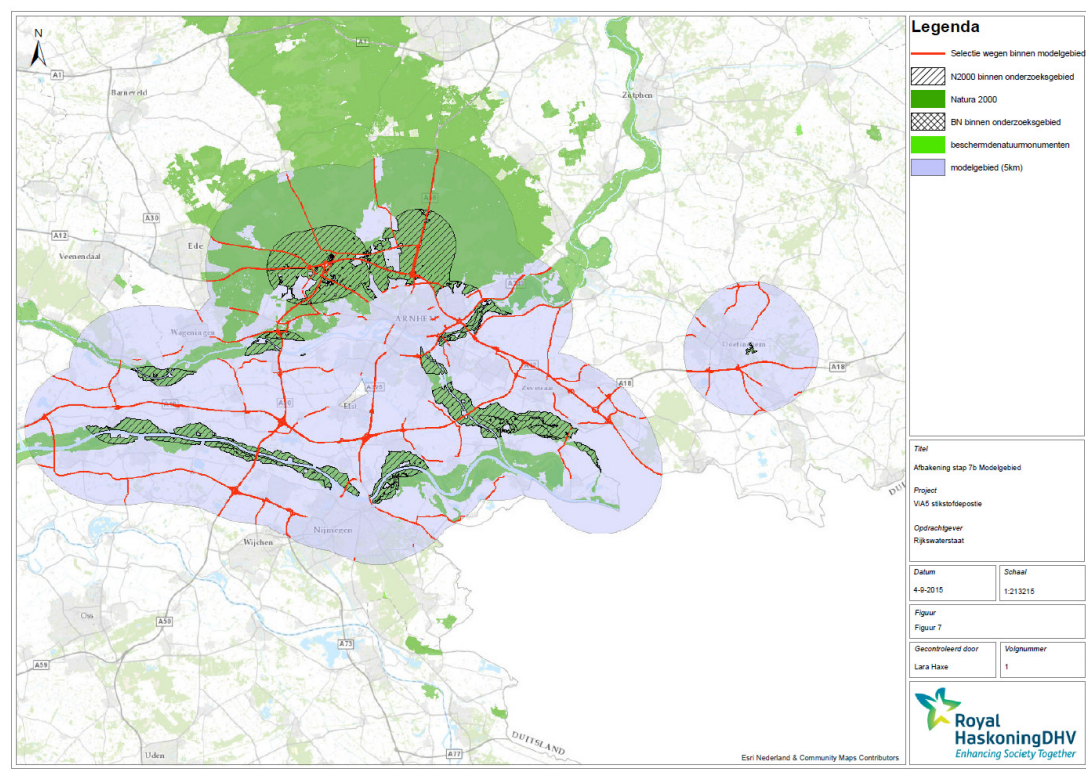 N
A1
A1
Barneveld
Zutphen
A30
A12
Ede
Veenendaal
Wageningen
ARNHEM
Doetinchem
A18
A18
Zevenaar
A325
A50
Elst
Nijmegen
Wijchen
Oss
A50
A73
A59
Uden
A77
DUITSLAND
DUI
Esri Nederland & Community Maps Contributors
Legenda
Selectie wegen binnen modelgebied
N2000 binnen onderzoeksgebied
Natura 2000
BN binnen onderzoeksgebied
beschermdenatuurmonumenten
modelgebied (5km)
Titel
Afbakening stap 7b Modelgebied
Project
ViA5 stikstofdepostie
Opdrachtgever
Rijkswaterstaat
Datum
4-9-2015
Schaal
1:213215
Figuur
Figuur 7
Gecontroleerd door
Lara Haxe
Volgnummer
1
Royal
HaskoningDHV
Enhancing Society Together